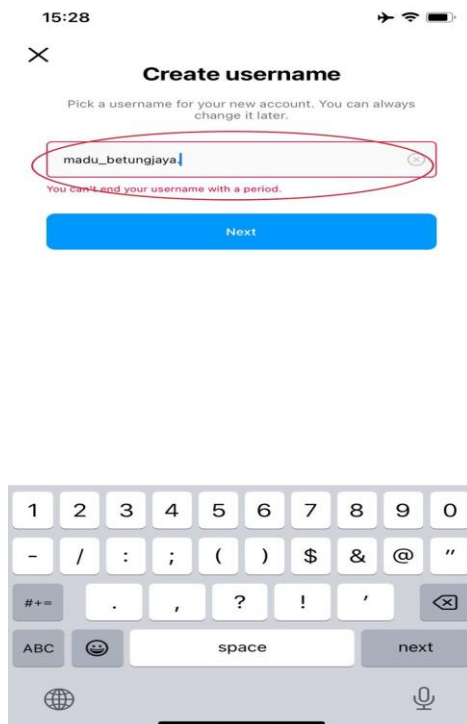 15:28
Create username
Pick a username for your new account. You can always
change it later.
madu_betungjaya.
You can't end your username with a period.
Next
1 2 3 4 5 6 7 8 9 0
- / : ; ( ) $ & @ "
#+= . , ? ! '
ABC space next